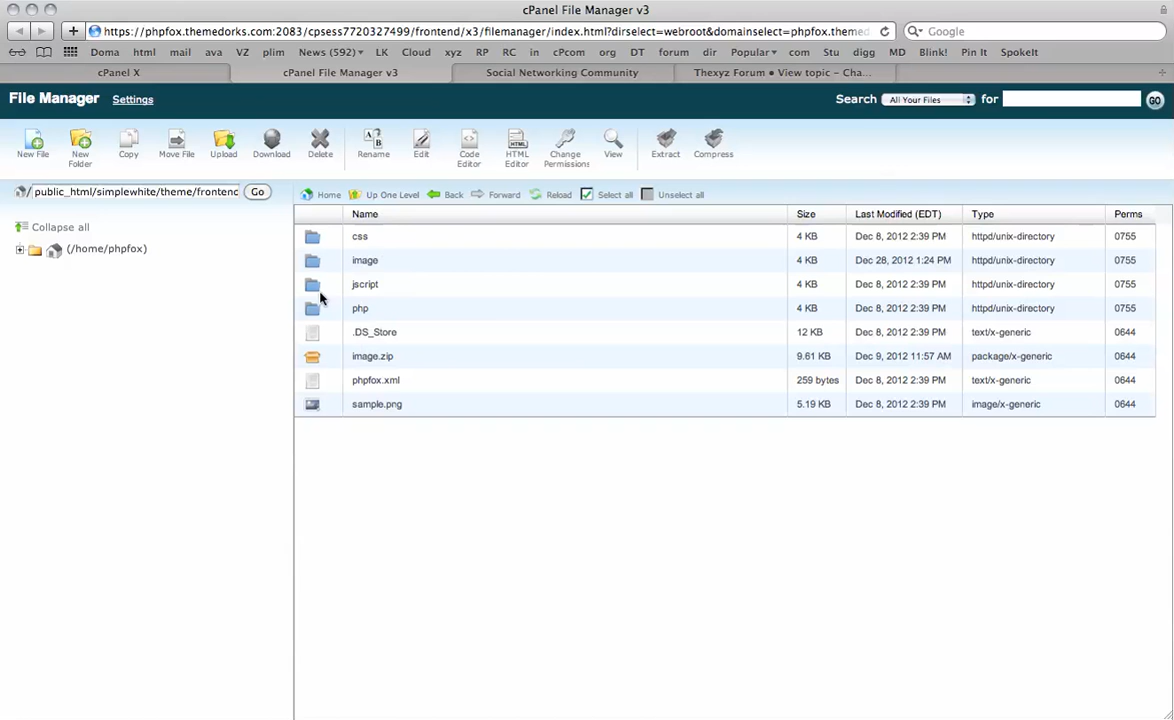 cPanel File Manager v3
https://phpfox.themedorks.com:2083/cpsess7720327499/frontend/x3/filemanager/index.html?dirselect=webroot&domainselect=phpfox.themed
Google
Doma html mail ava VZ plim News (592) LK Cloud xyz RP RC in cPcom org DT forum dir Popular com Stu digg MD Blink! Pin It SpokeIt
cPanel X
cPanel File Manager v3
Social Networking Community
Thexyz Forum • View topic - Cha...
File Manager Settings
Search All Your Files for GO
New File
New Folder
Copy
Move File
Upload
Download
Delete
Rename
Edit
Code Editor
HTML Editor
Change Permissions
View
Extract
Compress
/ public_html/simplewhite/theme/frontenc Go
Home Up One Level Back Forward Reload Select all Unselect all
Collapse all
(/home/phpfox)
Name Size Last Modified (EDT) Type Perms
css 4 KB Dec 8, 2012 2:39 PM httpd/unix-directory 0755
image 4 KB Dec 28, 2012 1:24 PM httpd/unix-directory 0755
jscript 4 KB Dec 8, 2012 2:39 PM httpd/unix-directory 0755
php 4 KB Dec 8, 2012 2:39 PM httpd/unix-directory 0755
.DS_Store 12 KB Dec 8, 2012 2:39 PM text/x-generic 0644
image.zip 9.61 KB Dec 9, 2012 11:57 AM package/x-generic 0644
phpfox.xml 259 bytes Dec 8, 2012 2:39 PM text/x-generic 0644
sample.png 5.19 KB Dec 8, 2012 2:39 PM image/x-generic 0644